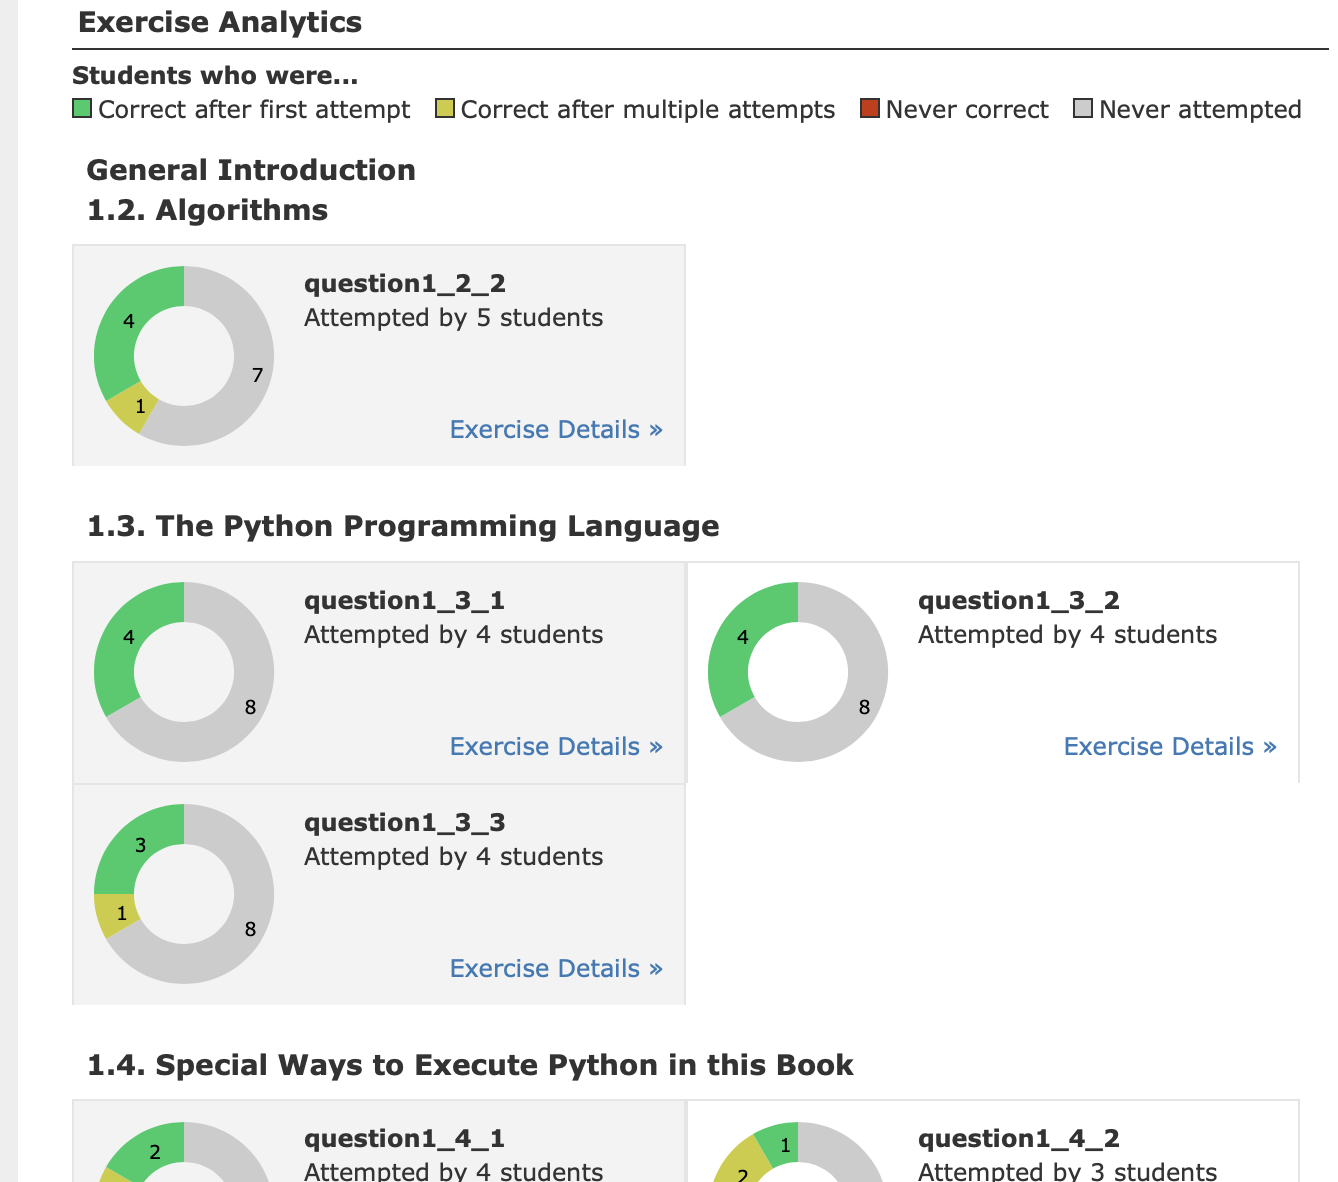 Exercise Analytics
Students who were...
Correct after first attempt Correct after multiple attempts Never correct Never attempted
General Introduction
1.2. Algorithms
question1_2_2
Attempted by 5 students
4
7
1
Exercise Details »
1.3. The Python Programming Language
question1_3_1
Attempted by 4 students
4
8
Exercise Details »
question1_3_2
Attempted by 4 students
4
8
Exercise Details »
question1_3_3
Attempted by 4 students
3
1
8
Exercise Details »
1.4. Special Ways to Execute Python in this Book
question1_4_1
2
Attempted by 4 students
question1_4_2
1
Attempted by 3 students
2